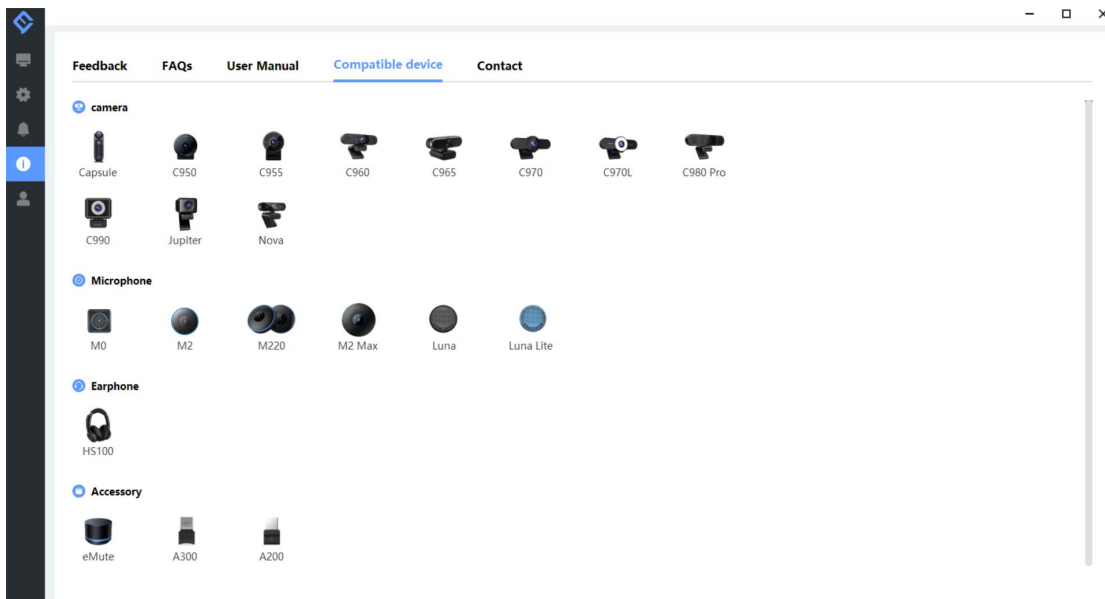 Feedback FAQs User Manual Compatible device Contact
camera
Capsule C950 C955 C960 C965 C970 C970L C980 Pro
C990 Jupiter Nova
Microphone
M0 M2 M220 M2 Max Luna Luna Lite
Earphone
HS100
Accessory
eMute A300 A200